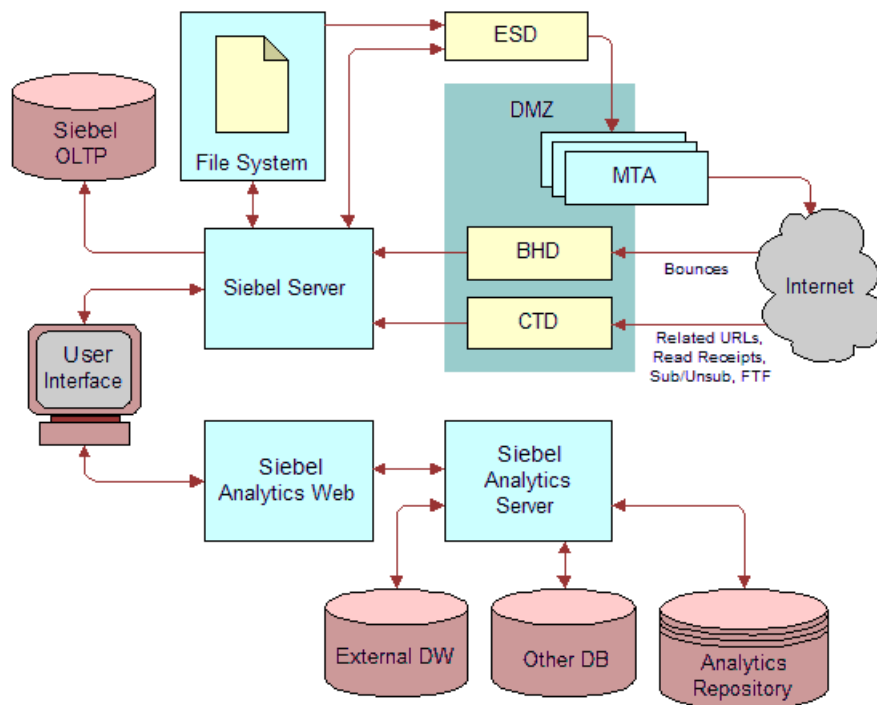 ESD
DMZ
Siebel
OLTP
File System
MTA
BHD
Bounces
Internet
Siebel Server
CTD
Related URLs,
Read Receipts,
Sub/Unsub, FTF
User
Interface
Siebel
Analytics Web
Siebel
Analytics
Server
External DW
Other DB
Analytics
Repository